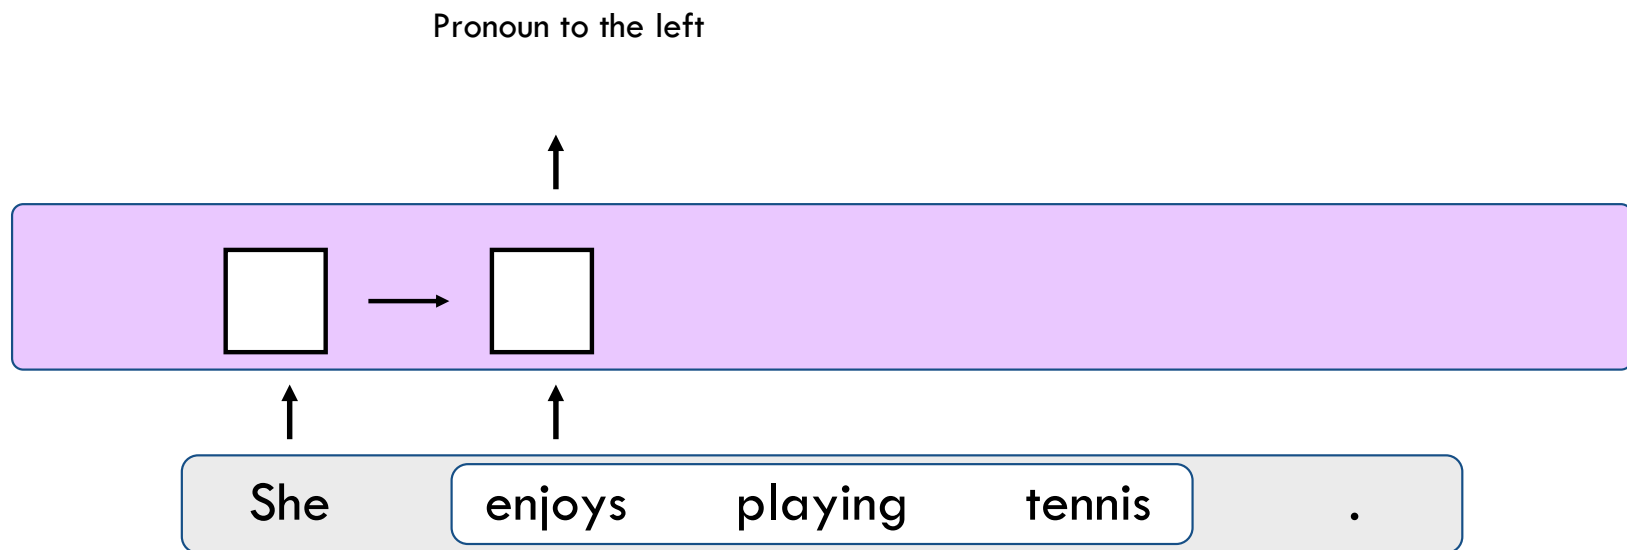 Pronoun to the left
She enjoys playing tennis .